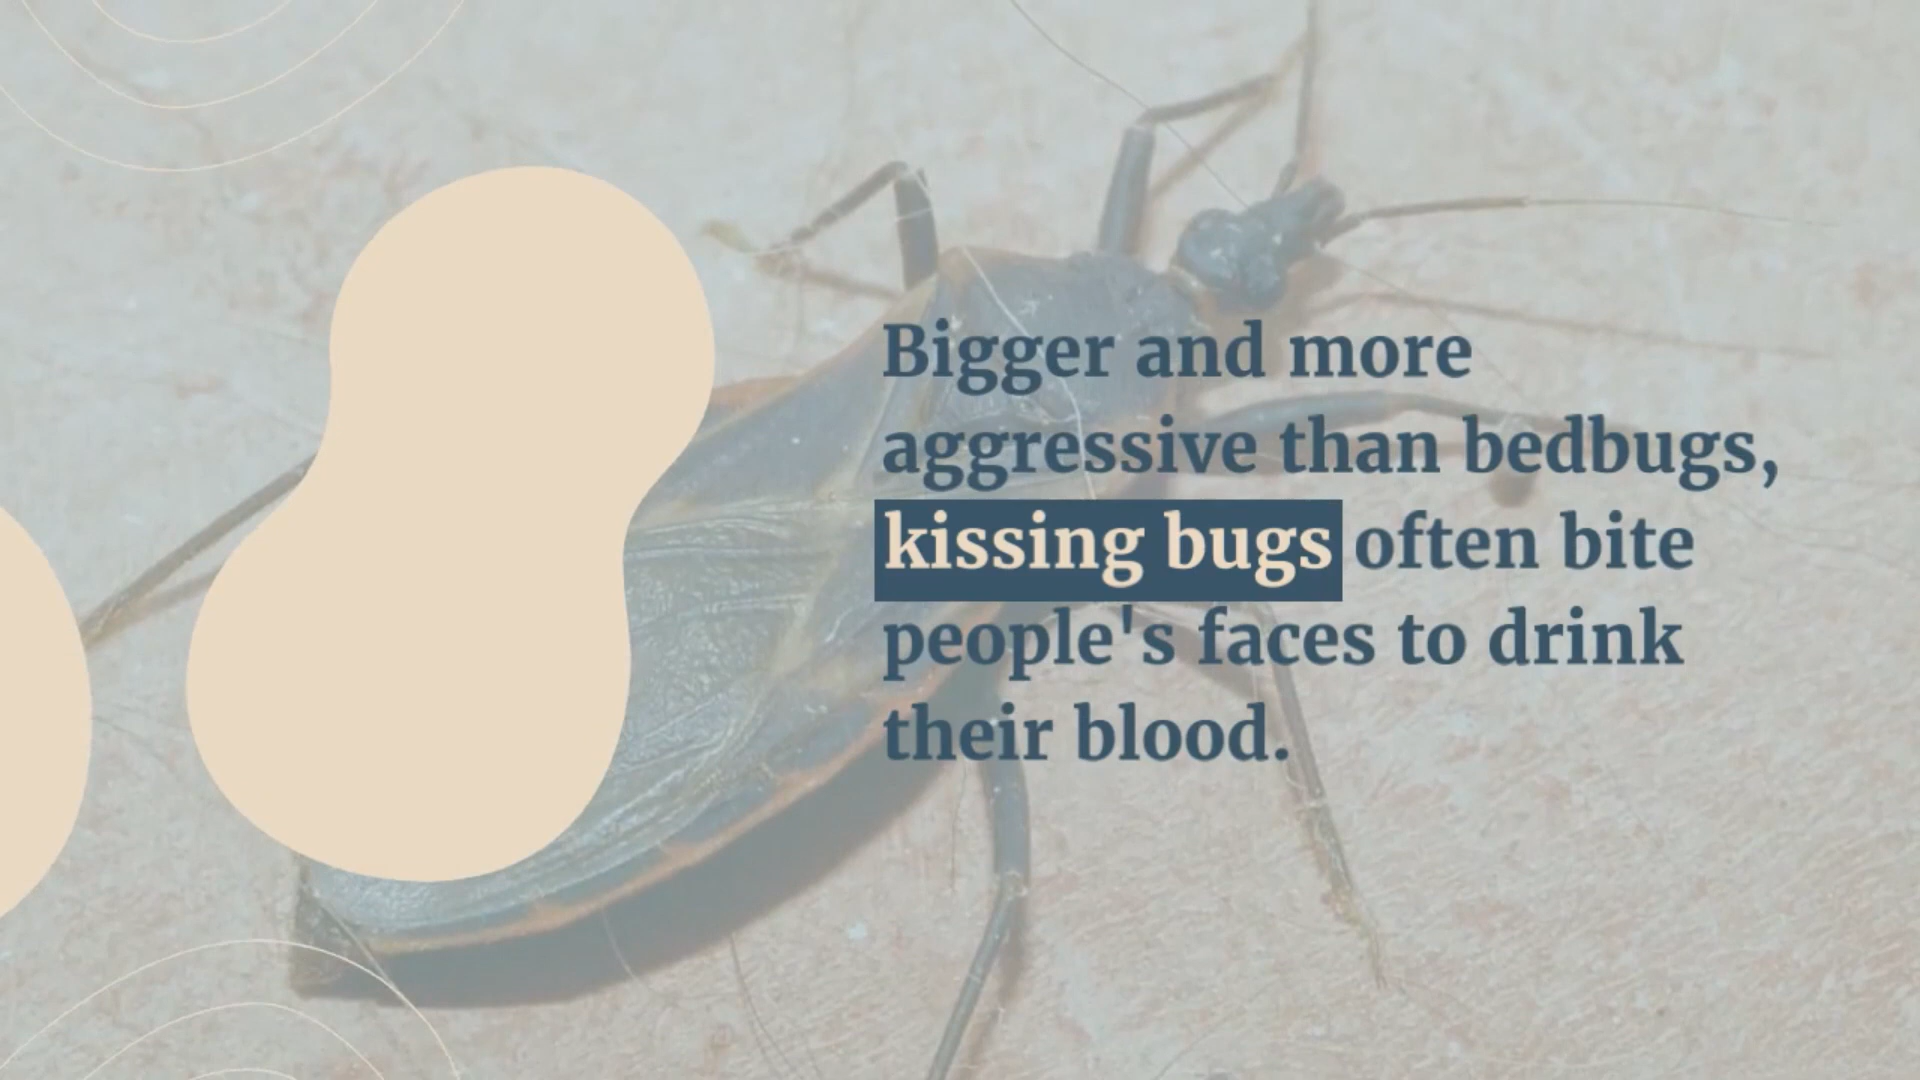 Bigger and more
aggressive than bedbugs,
kissing bugs often bite
people's faces to drink
their blood.